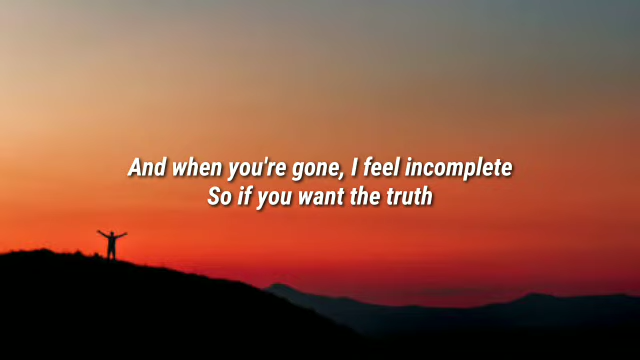 And when you're gone, I feel incomplete
So if you want the truth